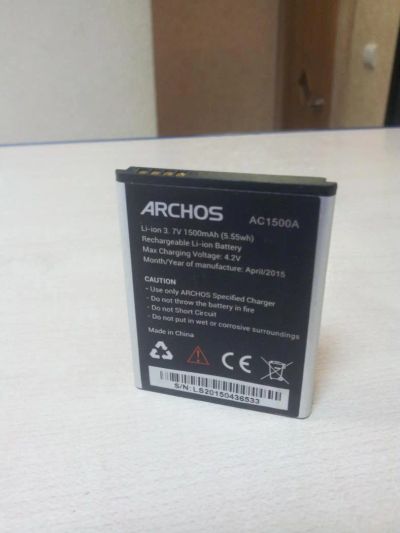 ARCHOS AC1500A
Li-ion 3. 7V 1500mAh (5.55wh)
Rechargeable Li-ion Battery
Max Charging Voltage: 4.2V
Month/Year of manufacture: April/2015
CAUTION
- Use only ARCHOS Specified Charger
- Do not throw the battery in fire
- Do not Short Circuit
- Do not put in wet or corrosive surroundings
Made in China
CE
S/N: LS20150436533